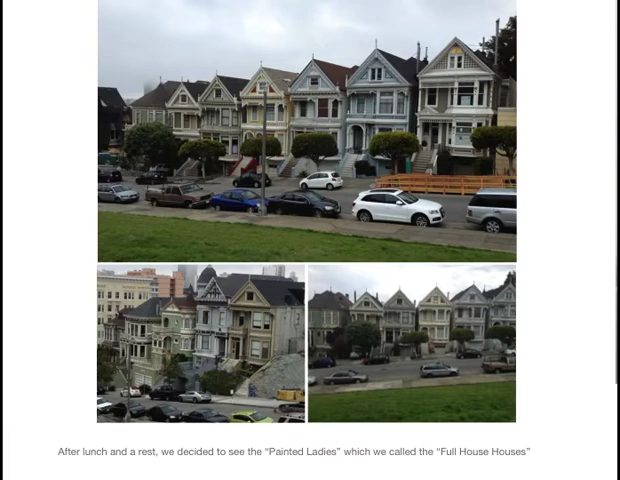 After lunch and a rest, we decided to see the “Painted Ladies” which we called the “Full House Houses”